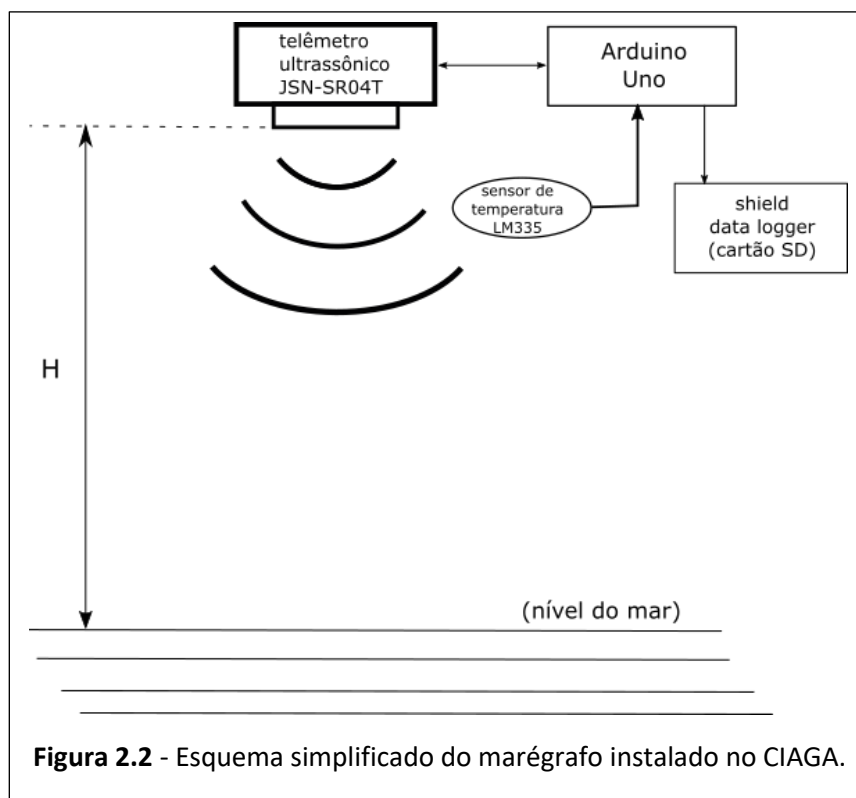 telêmetro
ultrassônico
JSN-SR04T
Arduino
Uno
sensor de
temperatura
LM335
shield
data logger
(cartão SD)
H
(nível do mar)
Figura 2.2 - Esquema simplificado do marégrafo instalado no CIAGA.